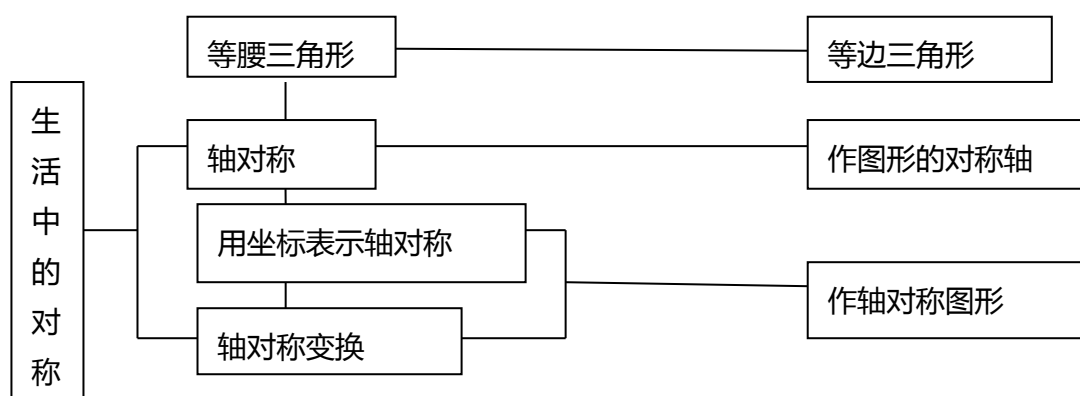 等腰三角形
等边三角形
生活中的对称
轴对称
作图形的对称轴
用坐标表示轴对称
作轴对称图形
轴对称变换